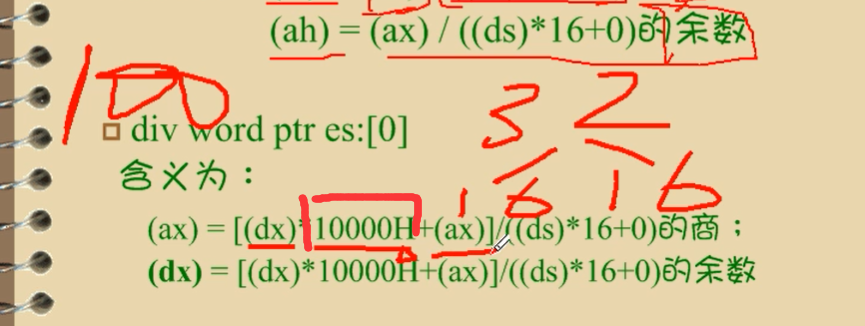 (ah) = (ax) / ((ds)*16+0)的余数
100
div word ptr es:[0]
32
含义为：
16 16
(ax) = [(dx)*10000H+(ax)]/((ds)*16+0)的商；
(dx) = [(dx)*10000H+(ax)]/((ds)*16+0)的余数